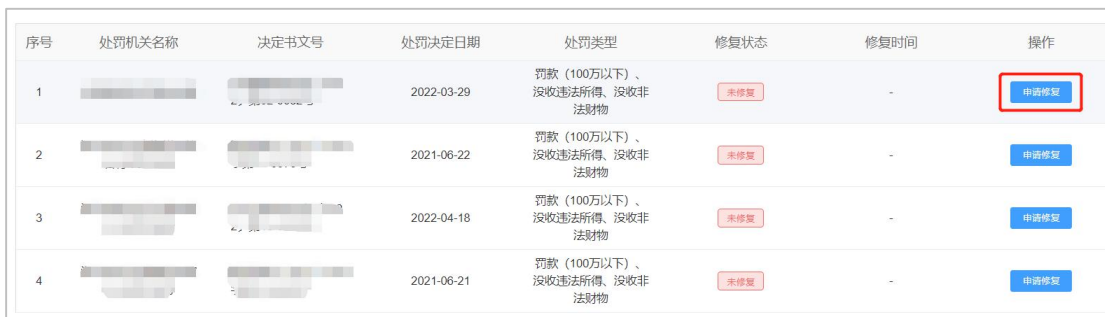 序号 处罚机关名称 决定书文号 处罚决定日期 处罚类型 修复状态 修复时间 操作
罚款（100万以下）、
1 2022-03-29 没收违法所得、没收非 未修复 - 申请修复
法财物
罚款（100万以下）、
2 2021-06-22 没收违法所得、没收非 未修复 - 申请修复
法财物
罚款（100万以下）、
3 2022-04-18 没收违法所得、没收非 未修复 - 申请修复
法财物
罚款（100万以下）、
4 2021-06-21 没收违法所得、没收非 未修复 - 申请修复
法财物